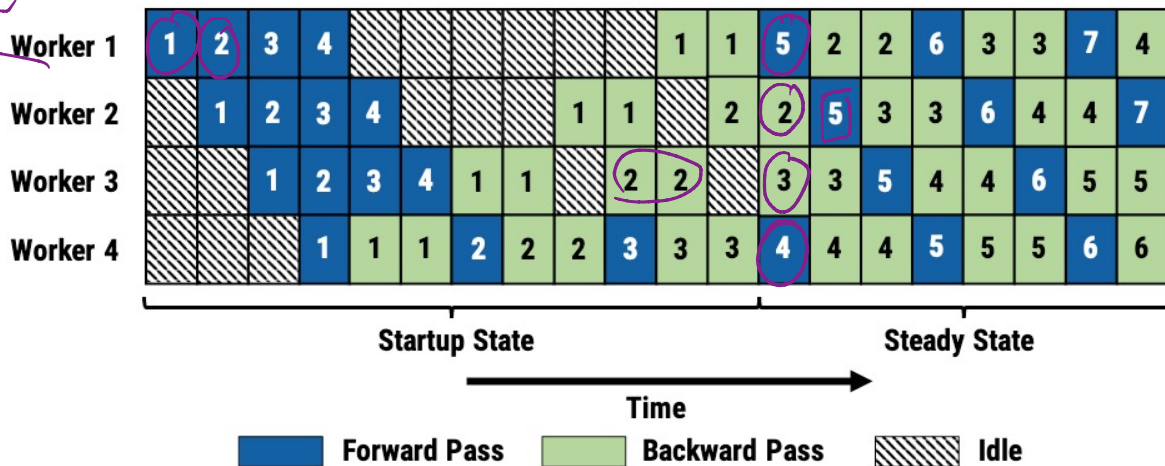 Worker 1 1 2 3 4 1 1 5 2 2 6 3 3 7 4
Worker 2 1 2 3 4 1 1 2 2 5 3 3 6 4 4 7
Worker 3 1 2 3 4 1 1 2 2 3 3 5 4 4 6 5 5
Worker 4 1 1 1 2 2 2 3 3 3 4 4 4 5 5 5 6 6
Startup State Steady State
Time
Forward Pass Backward Pass Idle